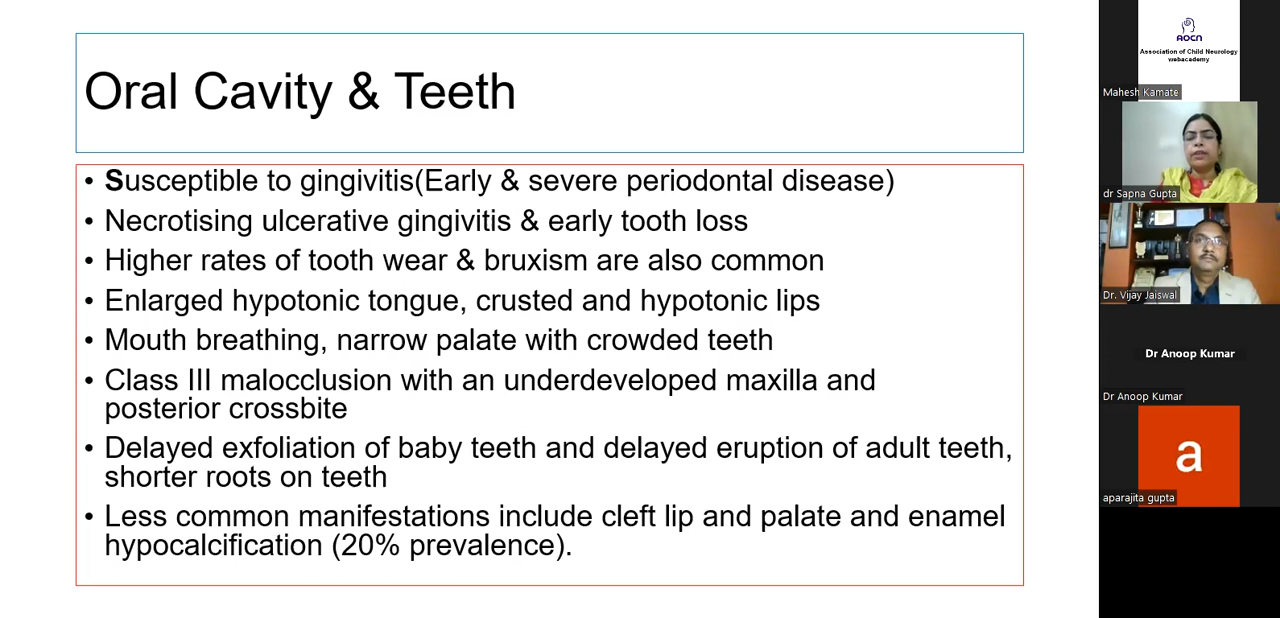 Oral Cavity & Teeth
• Susceptible to gingivitis(Early & severe periodontal disease)
• Necrotising ulcerative gingivitis & early tooth loss
• Higher rates of tooth wear & bruxism are also common
• Enlarged hypotonic tongue, crusted and hypotonic lips
• Mouth breathing, narrow palate with crowded teeth
• Class III malocclusion with an underdeveloped maxilla and
posterior crossbite
• Delayed exfoliation of baby teeth and delayed eruption of adult teeth,
shorter roots on teeth
• Less common manifestations include cleft lip and palate and enamel
hypocalcification (20% prevalence).
AOCN
Association of Child Neurology
webacademy
Mahesh Kamate
dr Sapna Gupta
Dr. Vijay Jaiswal
Dr Anoop Kumar
Dr Anoop Kumar
a
aparajita gupta